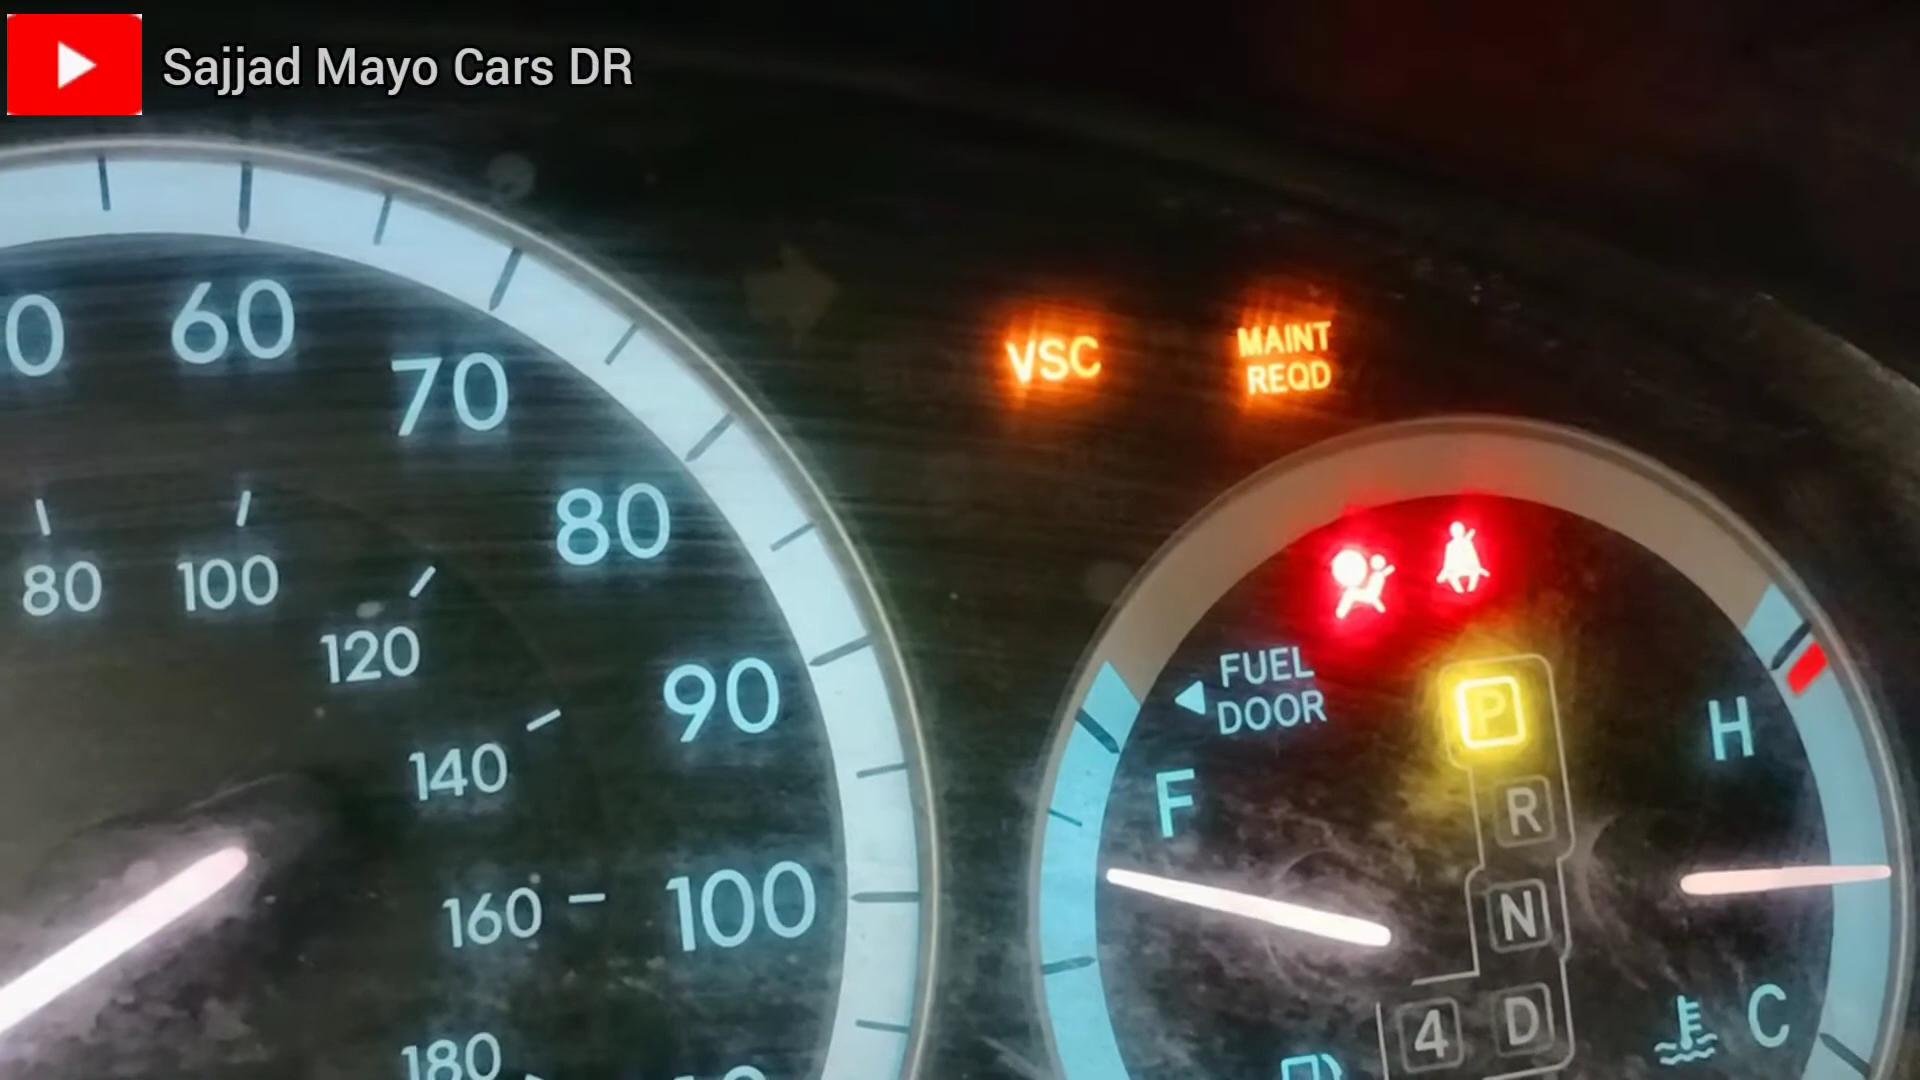 Sajjad Mayo Cars DR
60
70
80
90
100
80
100
120
140
160
180
VSC
MAINT
REQD
FUEL
DOOR
F
P
R
N
D
4
H
C